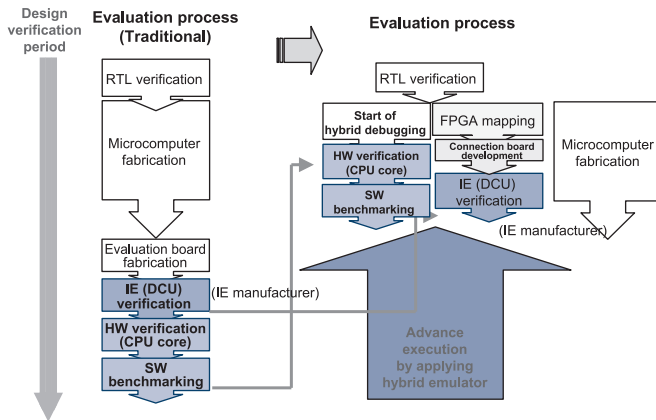 Design
verification
period
Evaluation process
(Traditional)
RTL verification
Microcomputer
fabrication
Evaluation board
fabrication
IE (DCU)
verification
(IE manufacturer)
HW verification
(CPU core)
SW
benchmarking
Evaluation process
RTL verification
Start of
hybrid debugging
HW verification
(CPU core)
SW
benchmarking
FPGA mapping
Connection board
development
IE (DCU)
verification
(IE manufacturer)
Microcomputer
fabrication
Advance
execution
by applying
hybrid emulator